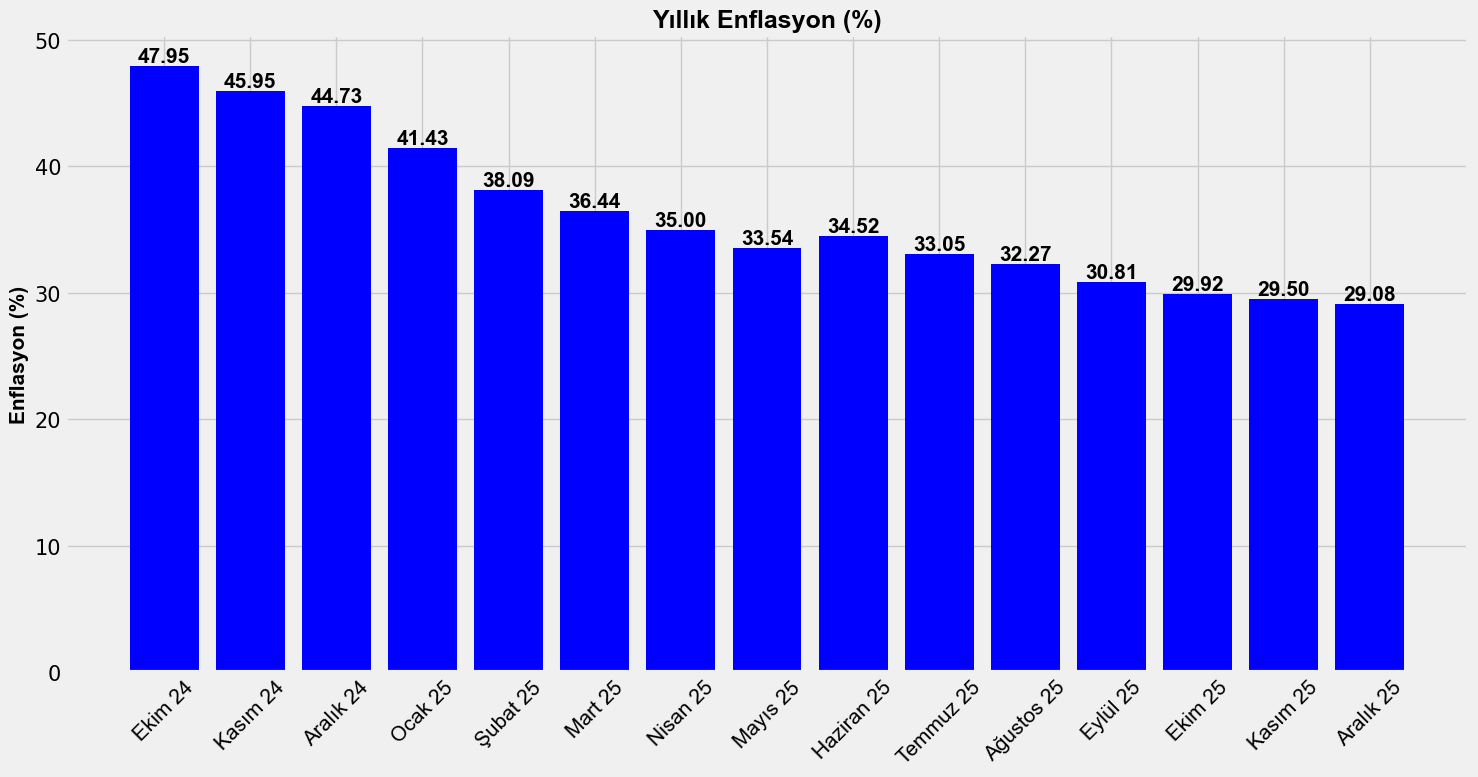 Yıllık Enflasyon (%)
Enflasyon (%)
50
40
30
20
10
0
47.95
45.95
44.73
41.43
38.09
36.44
35.00
33.54
34.52
33.05
32.27
30.81
29.92
29.50
29.08
Ekim 24
Kasım 24
Aralık 24
Ocak 25
Şubat 25
Mart 25
Nisan 25
Mayıs 25
Haziran 25
Temmuz 25
Ağustos 25
Eylül 25
Ekim 25
Kasım 25
Aralık 25